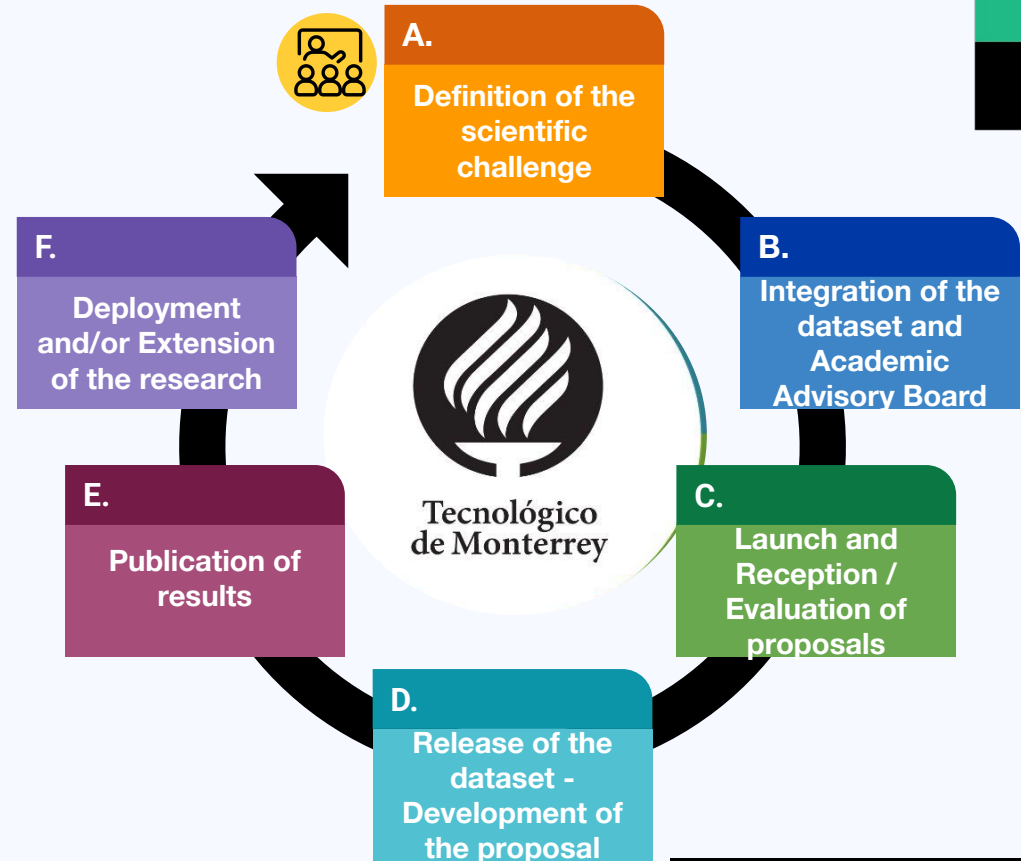 A.
Definition of the
scientific
challenge
B.
Integration of the
dataset and
Academic
Advisory Board
C.
Launch and
Reception /
Evaluation of
proposals
D.
Release of the
dataset -
Development of
the proposal
E.
Publication of
results
F.
Deployment
and/or Extension
of the research
Tecnológico
de Monterrey